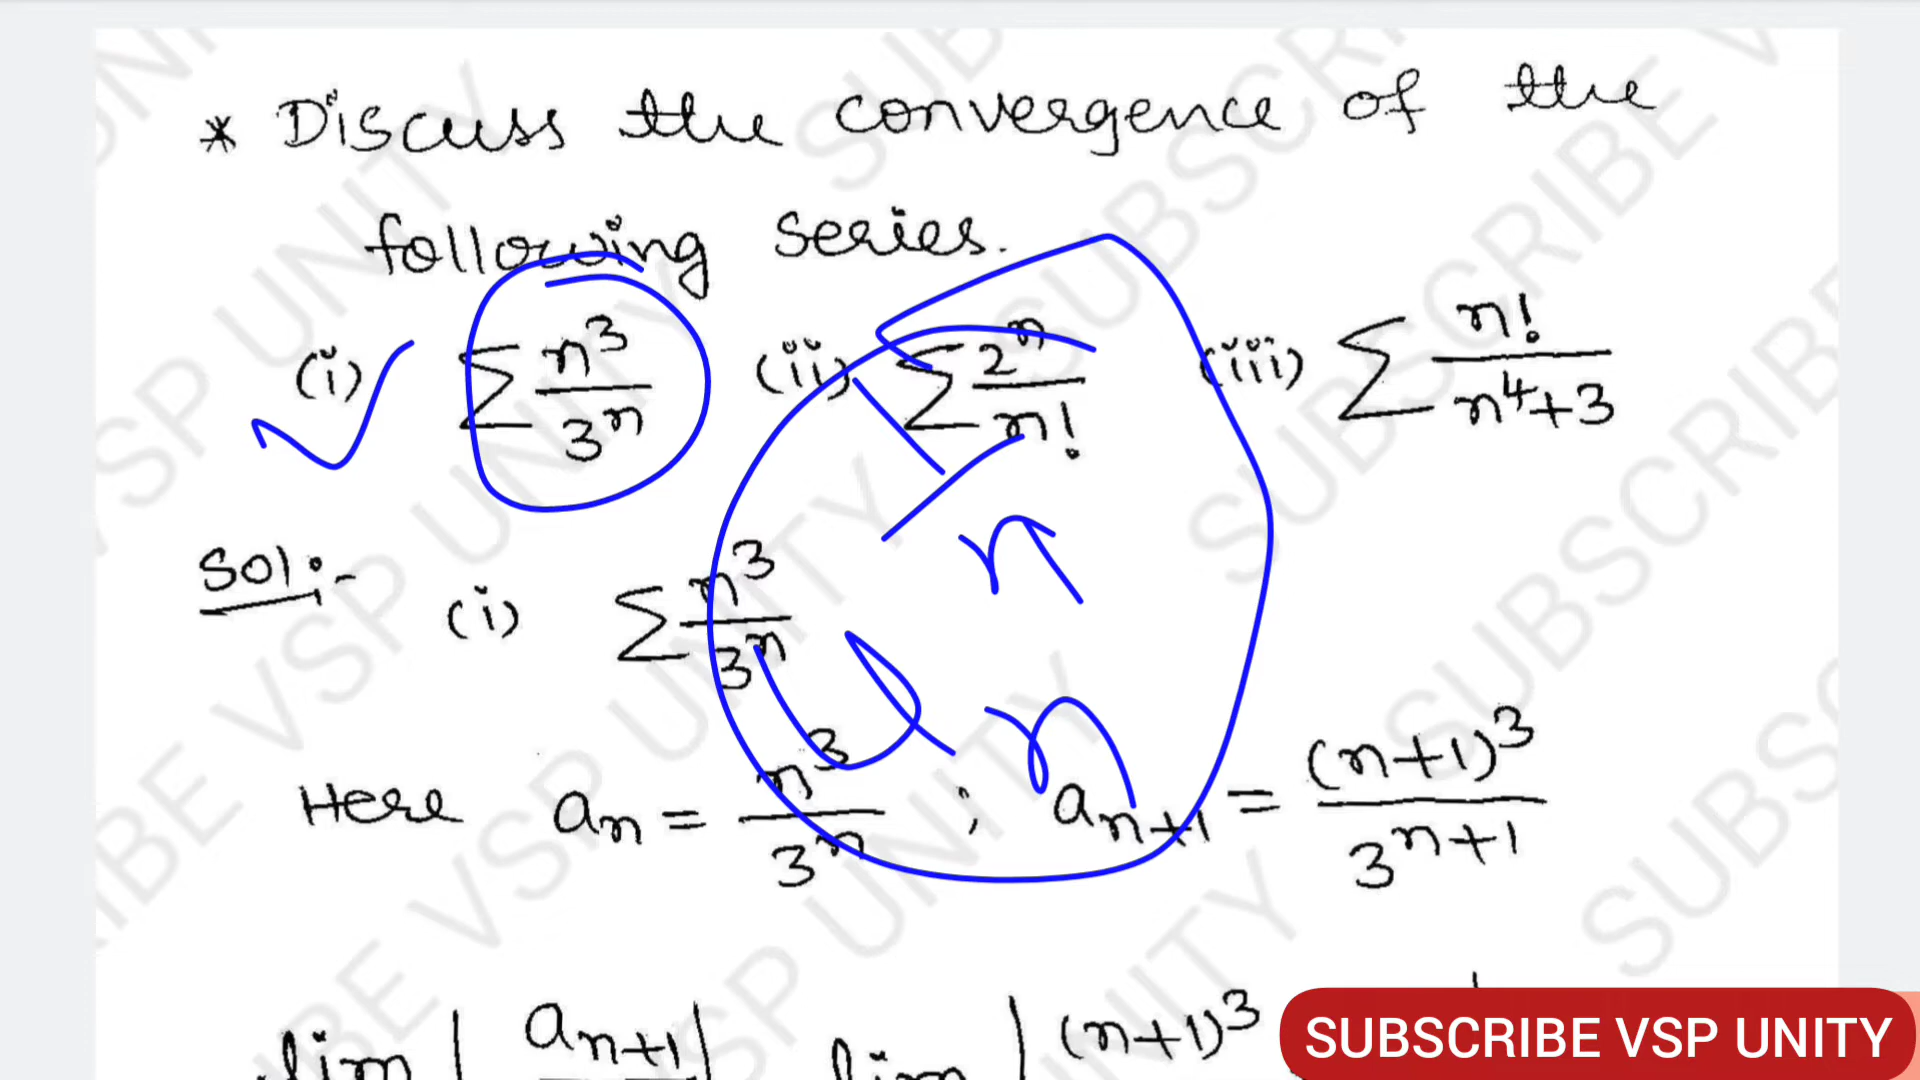 * Discuss the convergence of the
following series.
(i) ∑ n³/3ⁿ (ii) ∑ 2ⁿ/n! (iii) ∑ n!/n⁴+3
n
Sol:- (i) ∑ n³/3ⁿ
n
Here aₙ = n³/3ⁿ ; aₙ₊₁ = (n+1)³/3ⁿ⁺¹
lim | aₙ₊₁ | lim | (n+1)³
SUBSCRIBE VSP UNITY